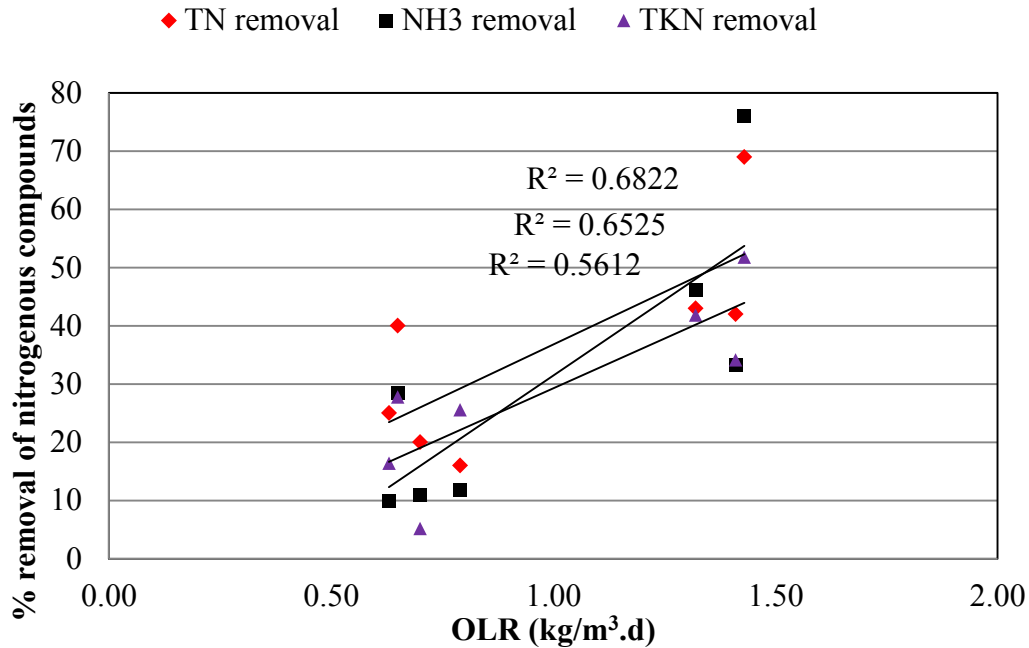 TN removal NH3 removal TKN removal
% removal of nitrogenous compounds
80
70
60
50
40
30
20
10
0
R² = 0.6822
R² = 0.6525
R² = 0.5612
0.00 0.50 1.00 1.50 2.00
OLR (kg/m³.d)